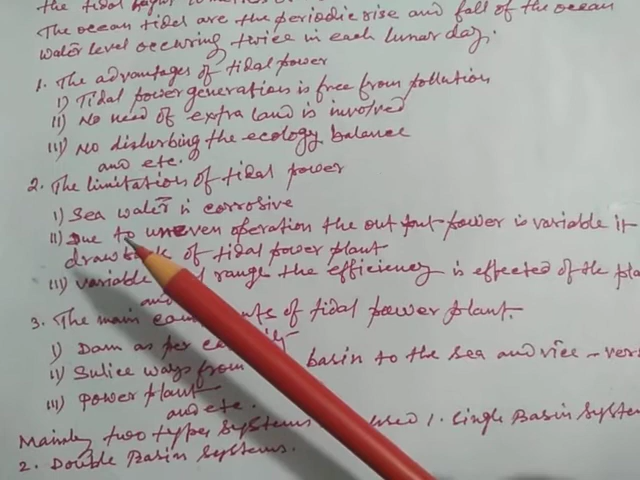 the tidal
The ocean tides are the periodic rise and fall of the ocean
water level occuring twice in each lunar day.
1. The advantages of tidal power
i) Tidal power generation is free from pollution
ii) No need of extra land is involved
iii) No disturbing the ecology balance
and etc.
2. The limitations of tidal power
i) Sea water is corrosive
ii) Due to uneven operation the out put power is variable it
draw of tidal power plant
iii) variable range the efficiency is effected of the
3. The main of tidal power plant.
i) Dam as per
ii) Sulice ways from basin to the sea and vice-
iii) power plant
and etc.
Mainly two types systems used 1. Single Basin System
2. Double Basin Systems.